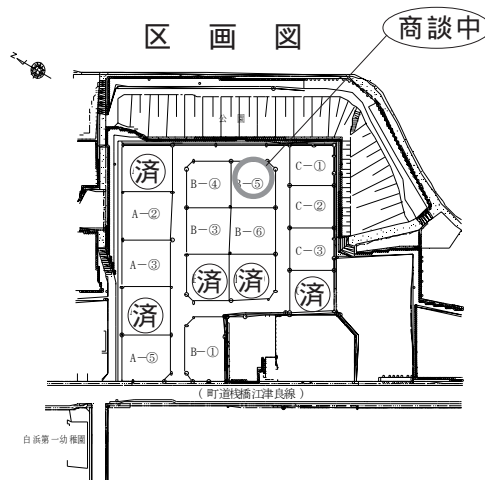 区画図
商談中
N
公園
済
C-①
B-④
B-⑤
A-②
C-②
B-③
B-⑥
A-③
C-③
済
済
済
済
B-①
A-⑤
(町道桟橋江津良線)
白浜第一幼稚園